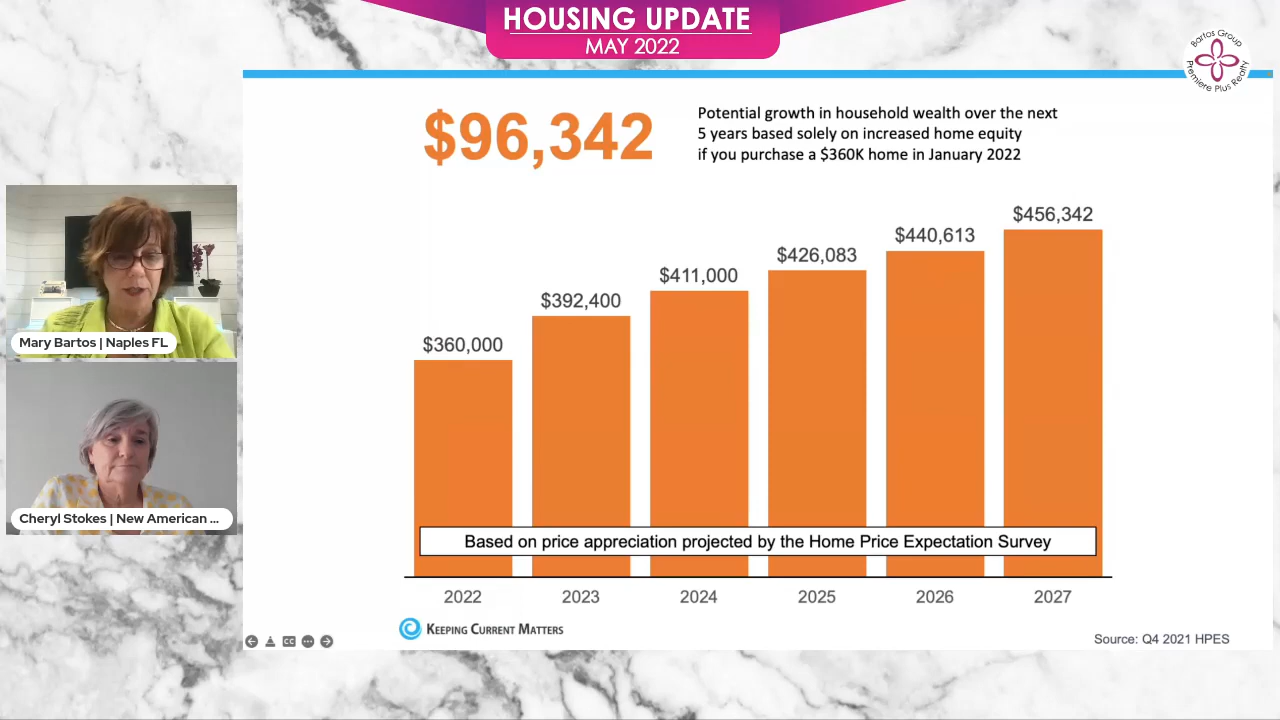 HOUSING UPDATE
MAY 2022
Bartos Group
Premiere Plus Realty
$96,342
Potential growth in household wealth over the next
5 years based solely on increased home equity
if you purchase a $360K home in January 2022
$360,000
$392,400
$411,000
$426,083
$440,613
$456,342
Based on price appreciation projected by the Home Price Expectation Survey
2022
2023
2024
2025
2026
2027
KEEPING CURRENT MATTERS
Source: Q4 2021 HPES
CC
Mary Bartos | Naples FL
Cheryl Stokes | New American ...